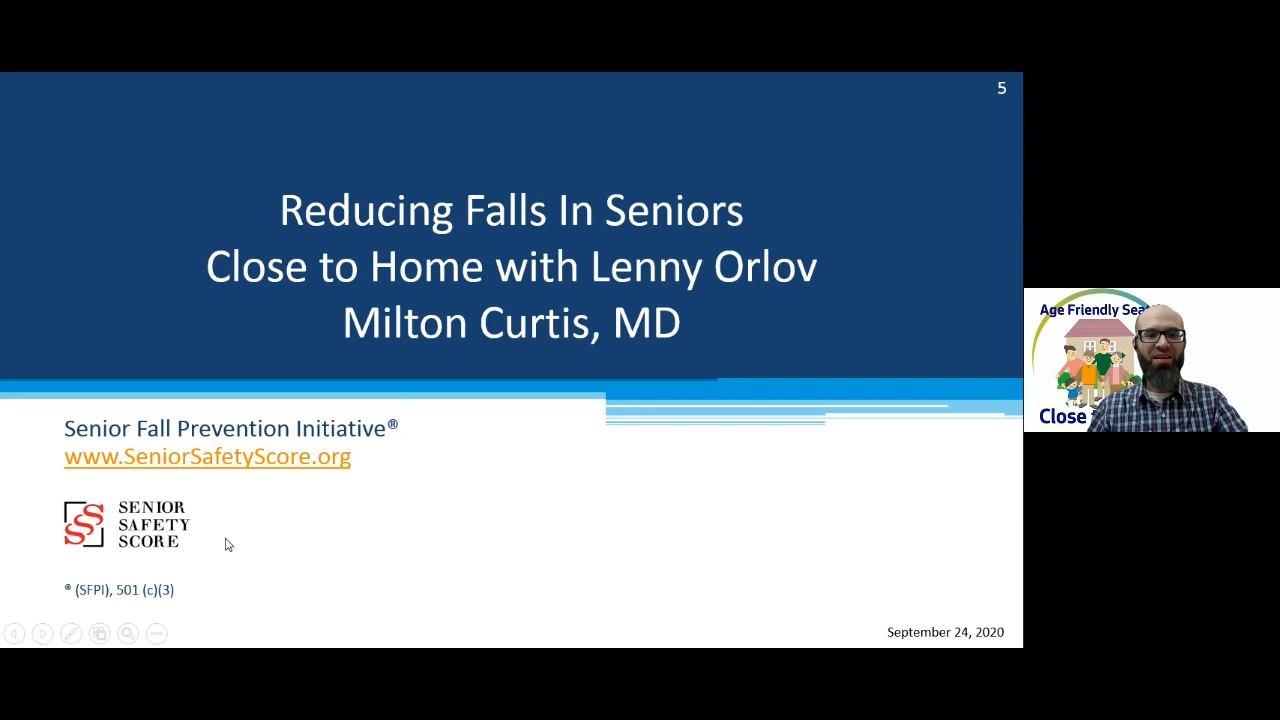 5
Reducing Falls In Seniors
Close to Home with Lenny Orlov
Milton Curtis, MD
Senior Fall Prevention Initiative®
www.SeniorSafetyScore.org
SSS
SENIOR
SAFETY
SCORE
® (SFPI), 501 (c)(3)
September 24, 2020
Age Friendly
Close